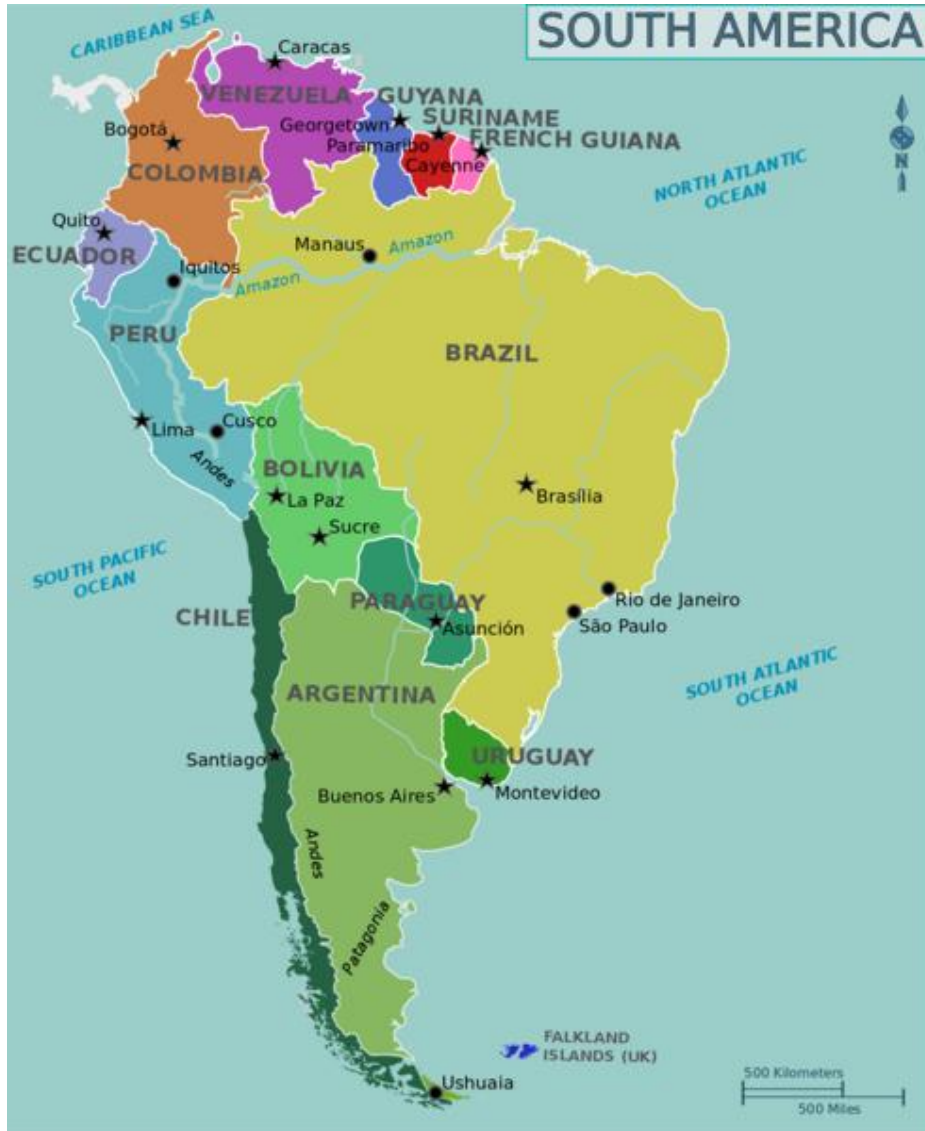 SOUTH AMERICA
CARIBBEAN SEA
Caracas
VENEZUELA
GUYANA
SURINAME
Georgetown
Bogotá
Paramaribo
FRENCH GUIANA
Cayenne
COLOMBIA
N
NORTH ATLANTIC
OCEAN
Quito
ECUADOR
Manaus
Amazon
Iquitos
Amazon
PERU
BRAZIL
Lima
Cusco
Andes
BOLIVIA
La Paz
Brasília
Sucre
SOUTH PACIFIC
OCEAN
CHILE
PARAGUAY
Asunción
Rio de Janeiro
São Paulo
SOUTH ATLANTIC
OCEAN
ARGENTINA
Santiago
URUGUAY
Buenos Aires
Montevideo
Andes
Patagonia
FALKLAND
ISLANDS (UK)
Ushuaia
500 Kilometers
500 Miles